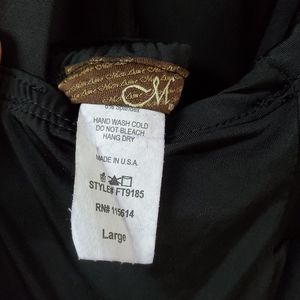 M®
HAND WASH COLD
DO NOT BLEACH
HANG DRY
MADE IN U.S.A.
STYLE# FT9185
RN# 115614
Large